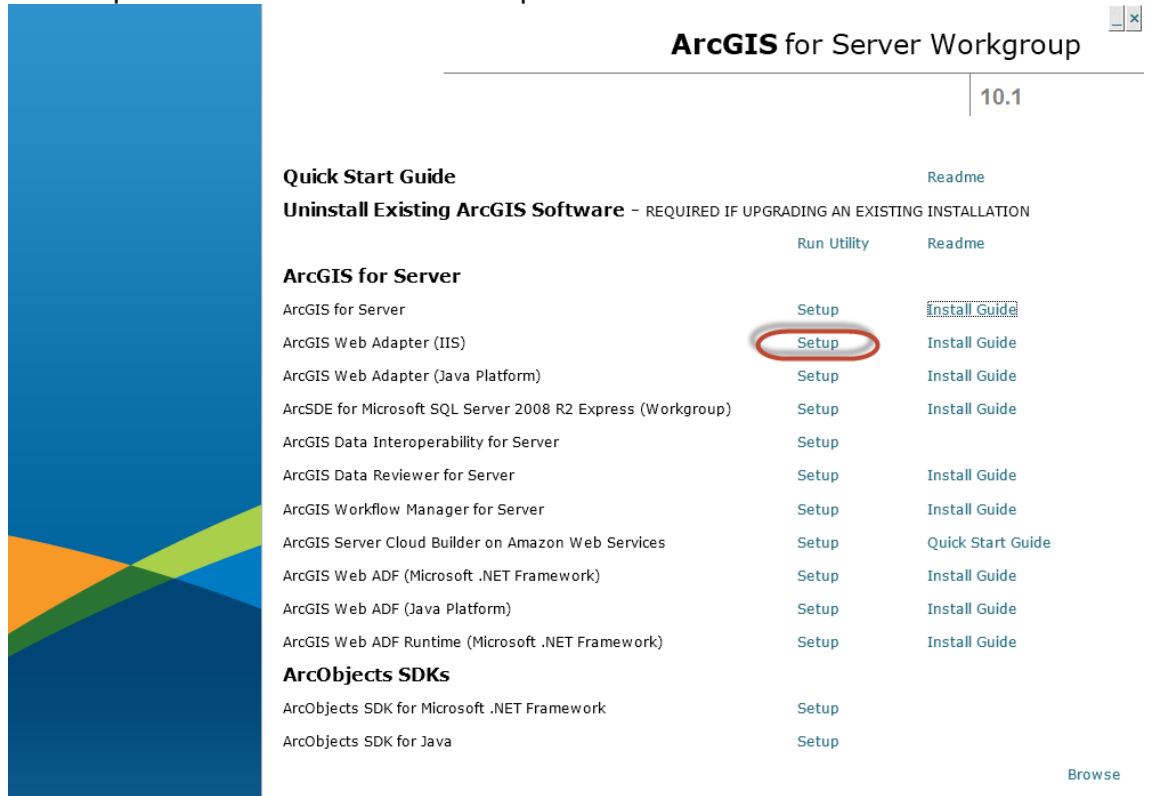 _ ×
ArcGIS for Server Workgroup
10.1
Quick Start Guide Readme
Uninstall Existing ArcGIS Software – REQUIRED IF UPGRADING AN EXISTING INSTALLATION
Run Utility Readme
ArcGIS for Server
ArcGIS for Server Setup Install Guide
ArcGIS Web Adapter (IIS) Setup Install Guide
ArcGIS Web Adapter (Java Platform) Setup Install Guide
ArcSDE for Microsoft SQL Server 2008 R2 Express (Workgroup) Setup Install Guide
ArcGIS Data Interoperability for Server Setup
ArcGIS Data Reviewer for Server Setup Install Guide
ArcGIS Workflow Manager for Server Setup Install Guide
ArcGIS Server Cloud Builder on Amazon Web Services Setup Quick Start Guide
ArcGIS Web ADF (Microsoft .NET Framework) Setup Install Guide
ArcGIS Web ADF (Java Platform) Setup Install Guide
ArcGIS Web ADF Runtime (Microsoft .NET Framework) Setup Install Guide
ArcObjects SDKs
ArcObjects SDK for Microsoft .NET Framework Setup
ArcObjects SDK for Java Setup
Browse